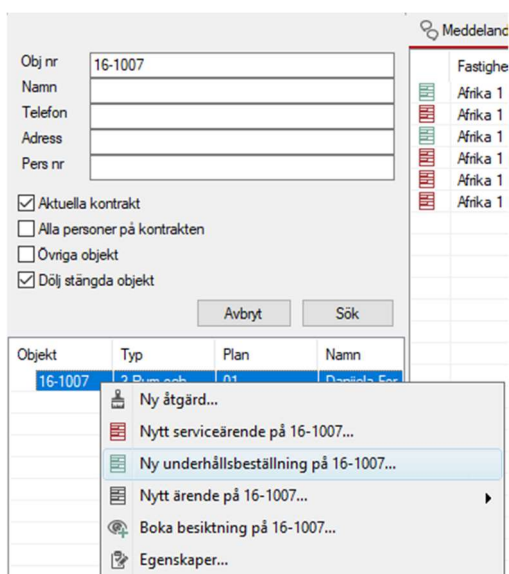 Meddeland
Obj nr 16-1007
Namn
Telefon
Adress
Pers nr
Aktuella kontrakt
Alla personer på kontrakten
Övriga objekt
Dölj stängda objekt
Avbryt Sök
Fastighe
Afrika 1
Afrika 1
Afrika 1
Afrika 1
Afrika 1
Afrika 1
Objekt Typ Plan Namn
16-1007 01
Ny åtgärd...
Nytt serviceärende på 16-1007...
Ny underhållsbeställning på 16-1007...
Nytt ärende på 16-1007...
Boka besiktning på 16-1007...
Egenskaper...